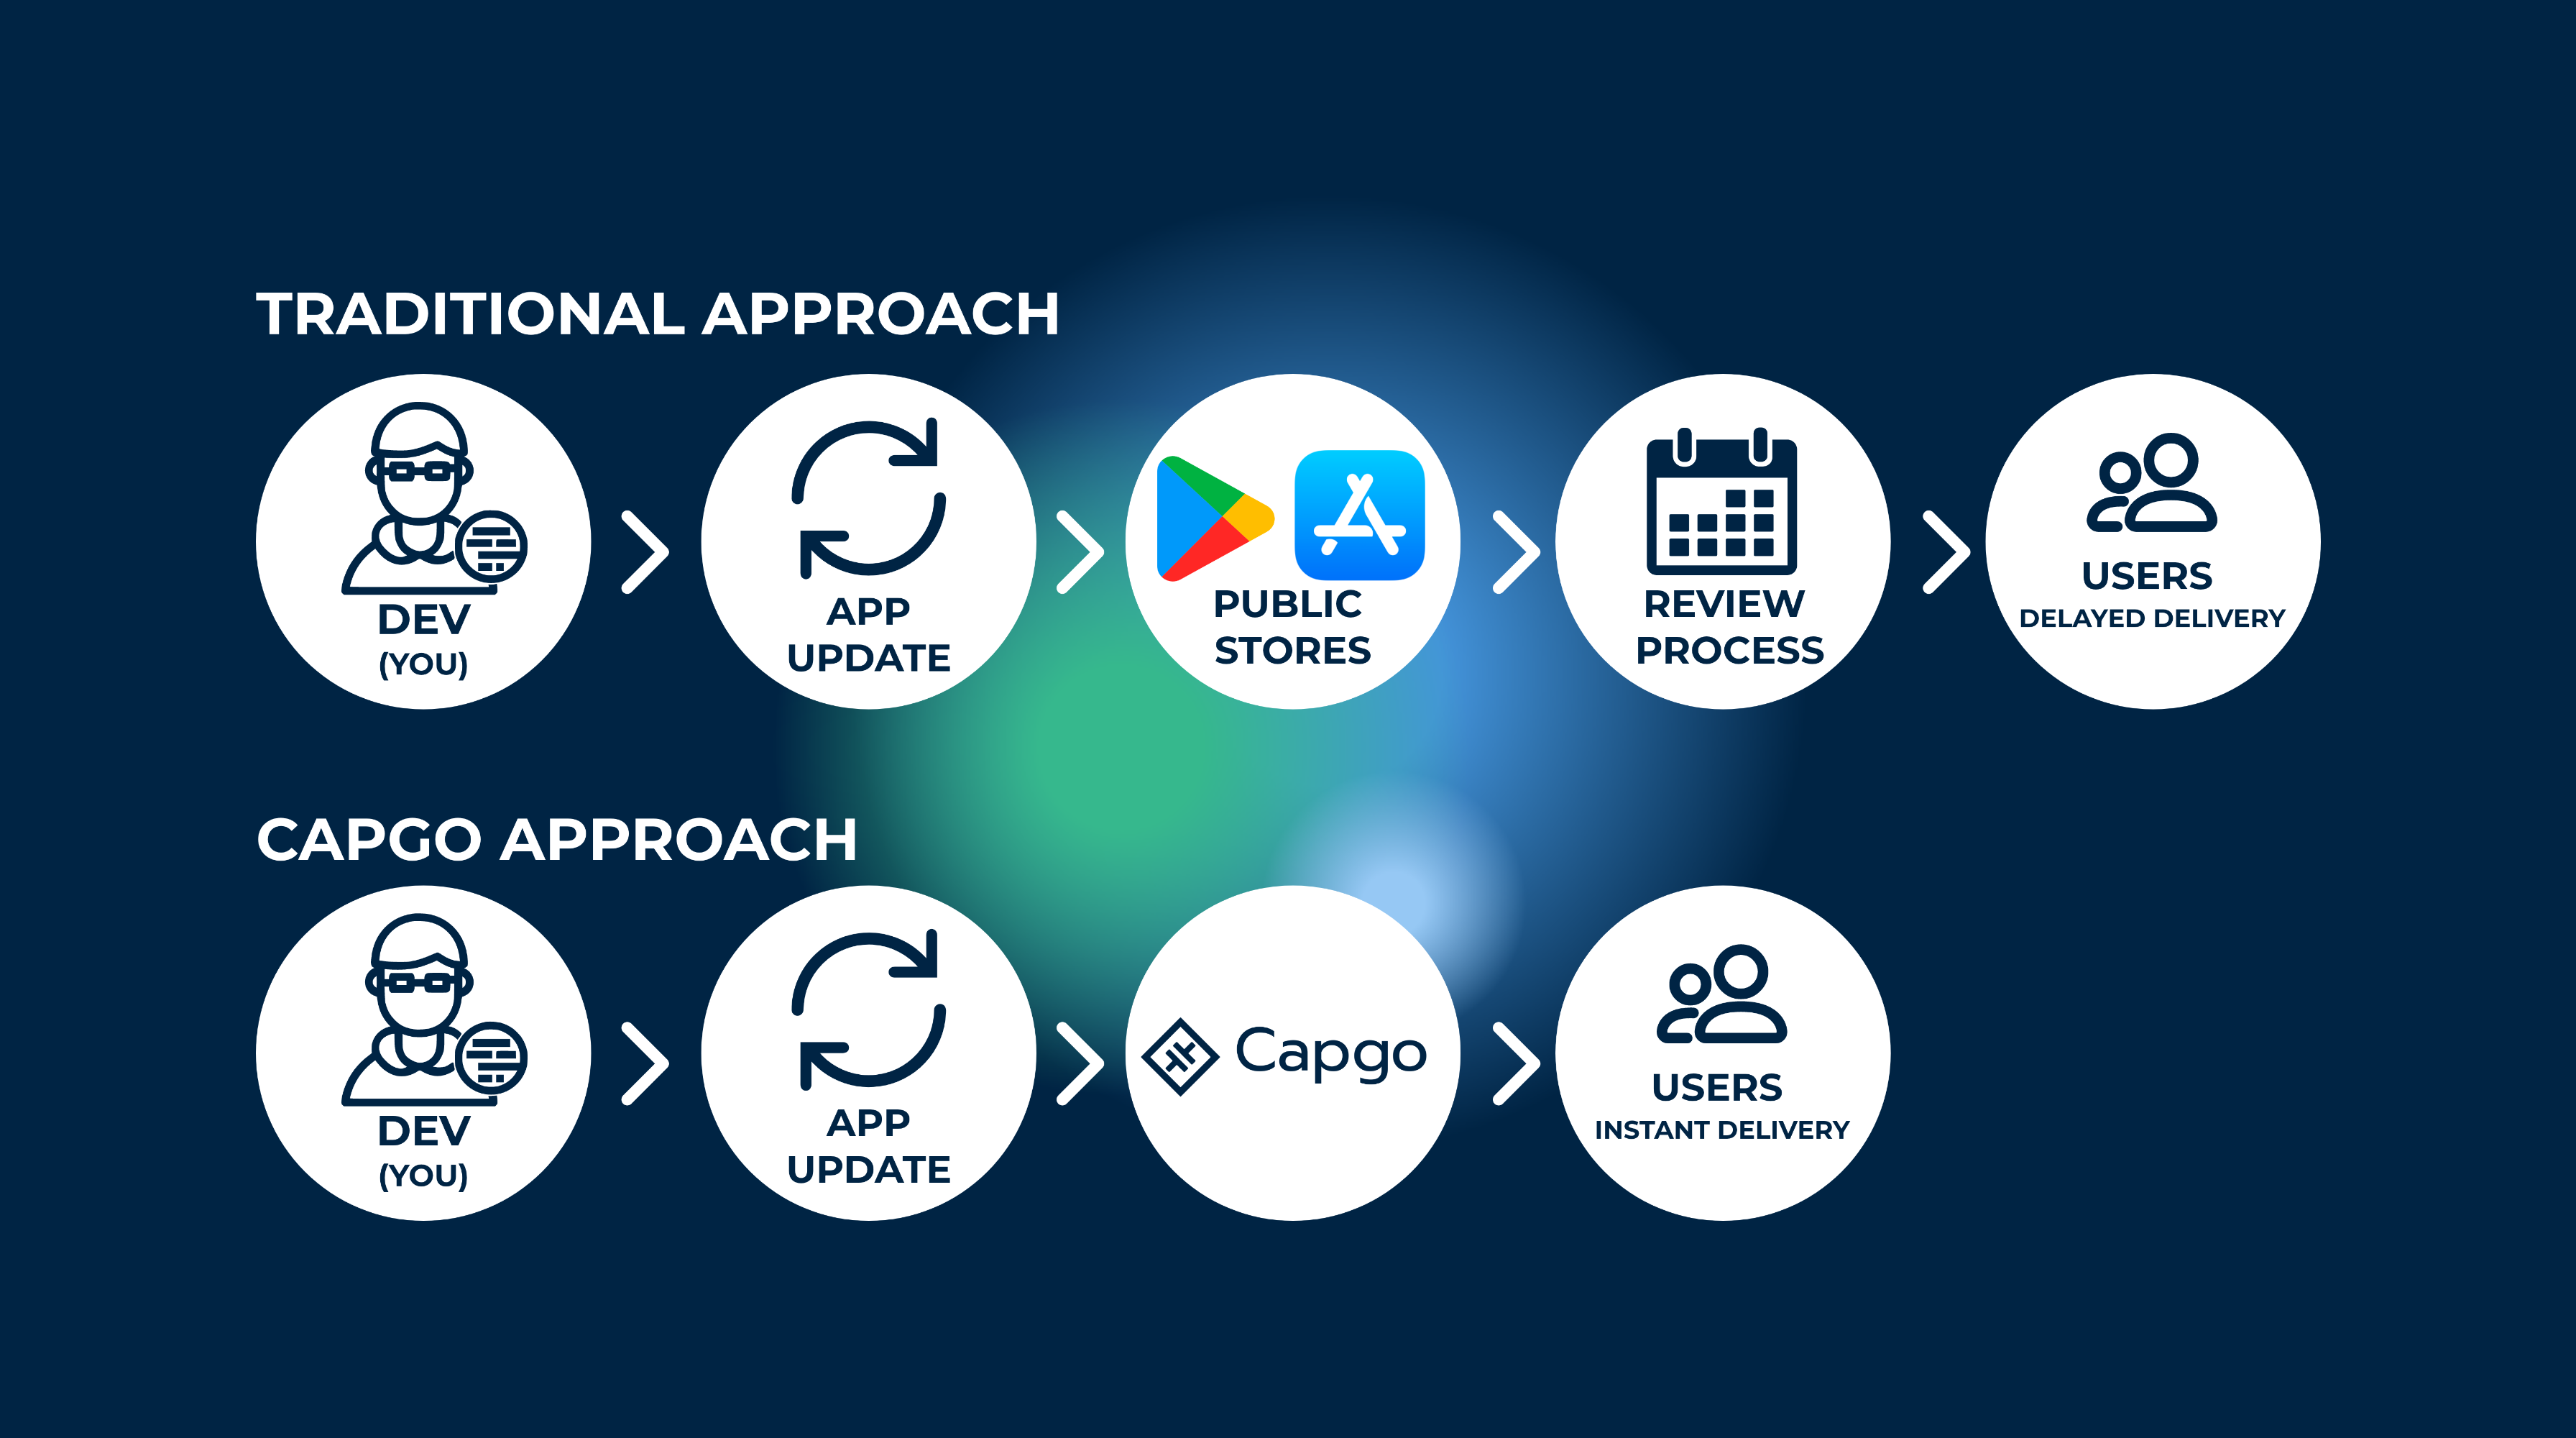 TRADITIONAL APPROACH
DEV
(YOU)
APP
UPDATE
PUBLIC
STORES
REVIEW
PROCESS
USERS
DELAYED DELIVERY
CAPGO APPROACH
DEV
(YOU)
APP
UPDATE
Capgo
USERS
INSTANT DELIVERY